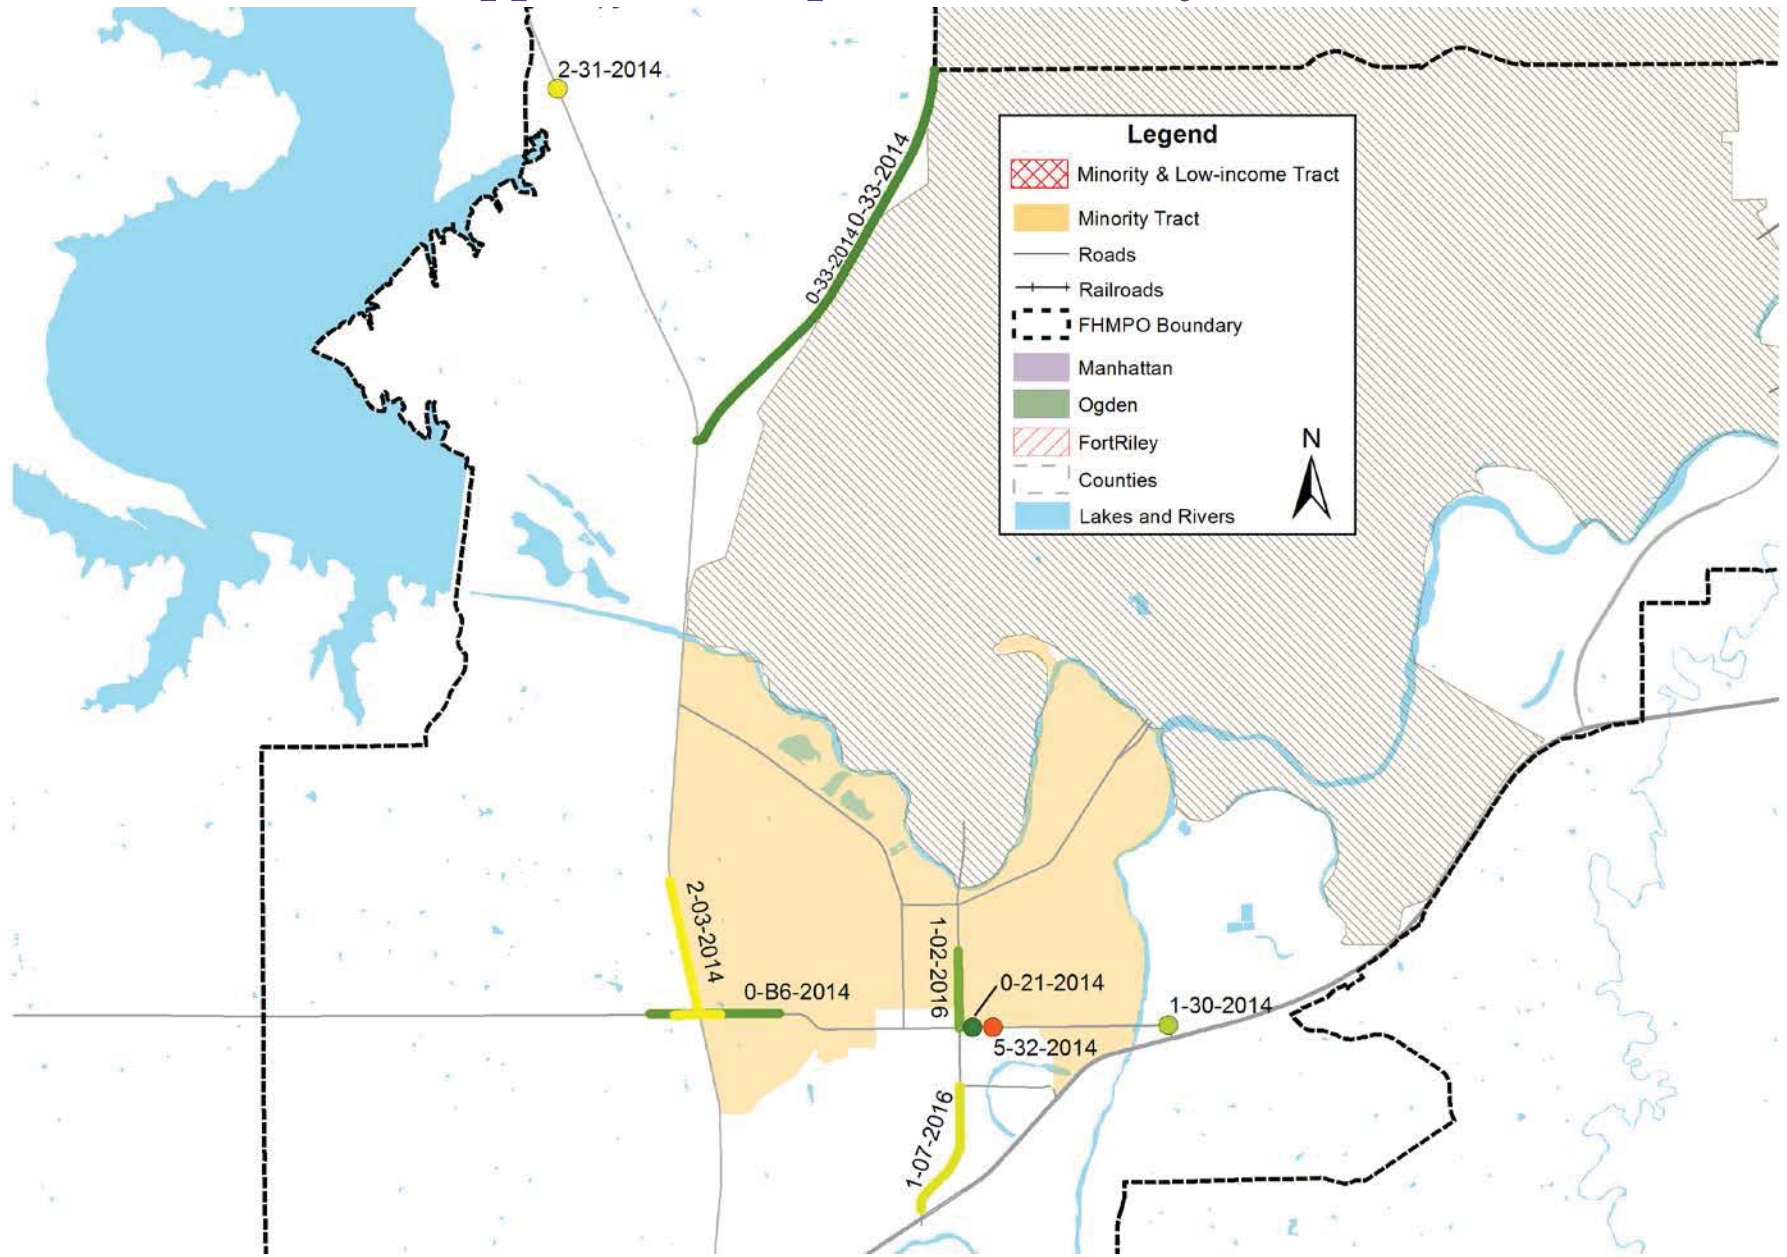 2-31-2014
0-33-2014
0-33-2014
Legend
Minority & Low-income Tract
Minority Tract
Roads
Railroads
FHMPO Boundary
Manhattan
Ogden
FortRiley
Counties
Lakes and Rivers
N
2-03-2014
0-B6-2014
1-02-2016
0-21-2014
1-30-2014
5-32-2014
1-07-2016